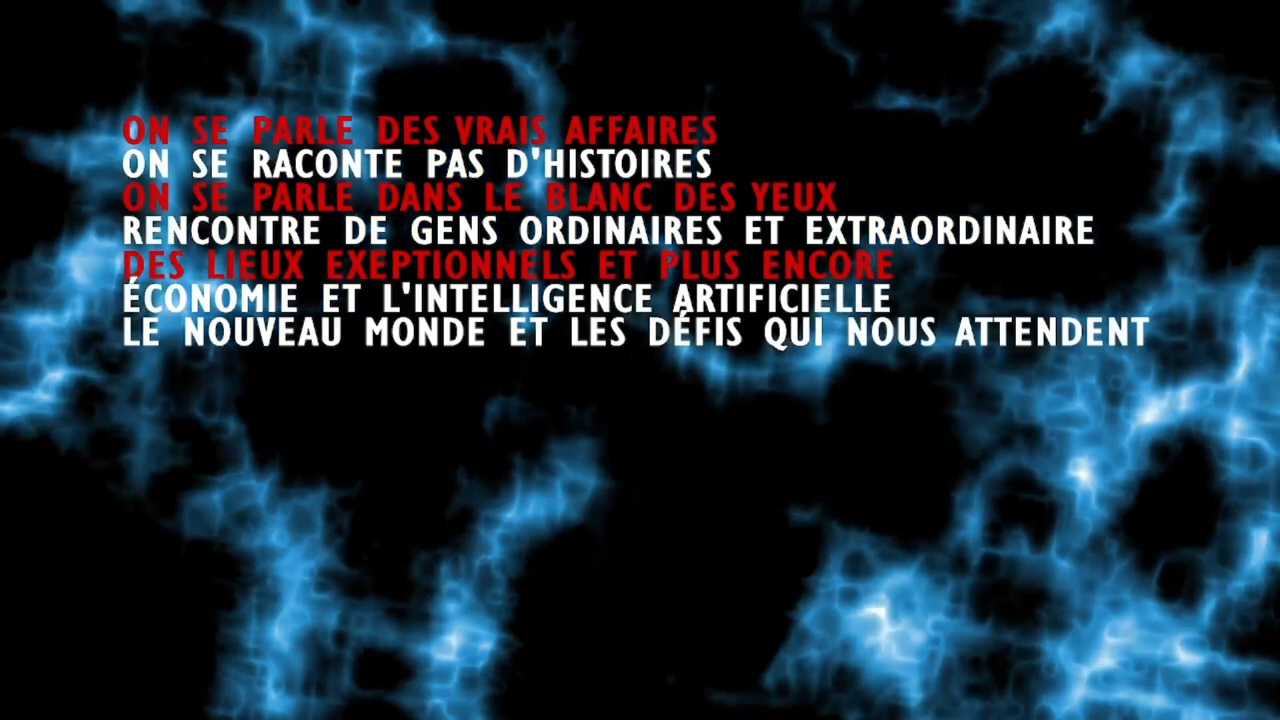 ON SE PARLE DES VRAIS AFFAIRES
ON SE RACONTE PAS D'HISTOIRES
ON SE PARLE DANS LE BLANC DES YEUX
RENCONTRE DE GENS ORDINAIRES ET EXTRAORDINAIRE
DES LIEUX EXEPTIONNELS ET PLUS ENCORE
ÉCONOMIE ET L'INTELLIGENCE ARTIFICIELLE
LE NOUVEAU MONDE ET LES DÉFIS QUI NOUS ATTENDENT